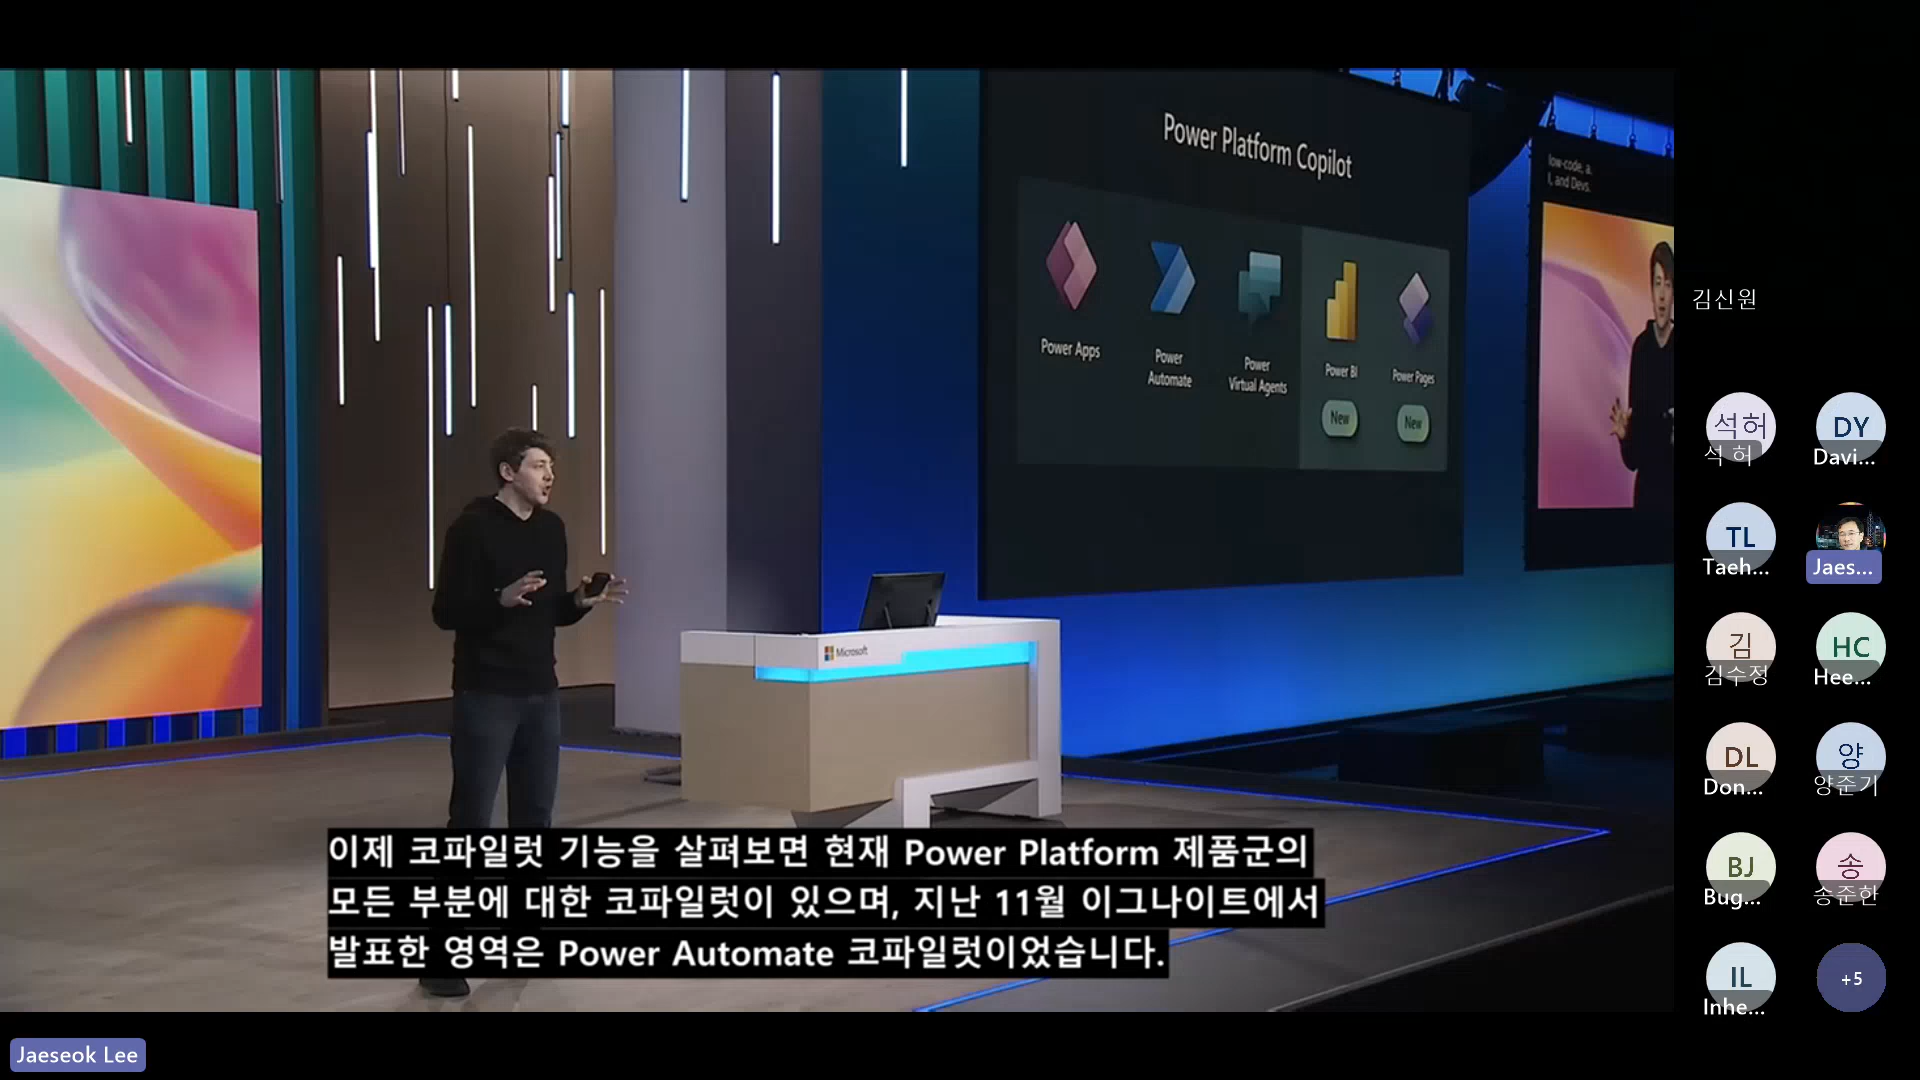 Power Platform Copilot
low-code, a.
I, and Devs.
Power Apps
Power
Automate
Power
Virtual Agents
Power BI
New
Power Pages
New
Microsoft
이제 코파일럿 기능을 살펴보면 현재 Power Platform 제품군의
모든 부분에 대한 코파일럿이 있으며, 지난 11월 이그나이트에서
발표한 영역은 Power Automate 코파일럿이었습니다.
김신원
석허
석 허
DY
Davi...
TL
Taeh...
Jaes...
김
김수정
HC
Hee...
DL
Don...
양
양준기
BJ
Bug...
송
송준한
IL
Inhe...
+5
Jaeseok Lee